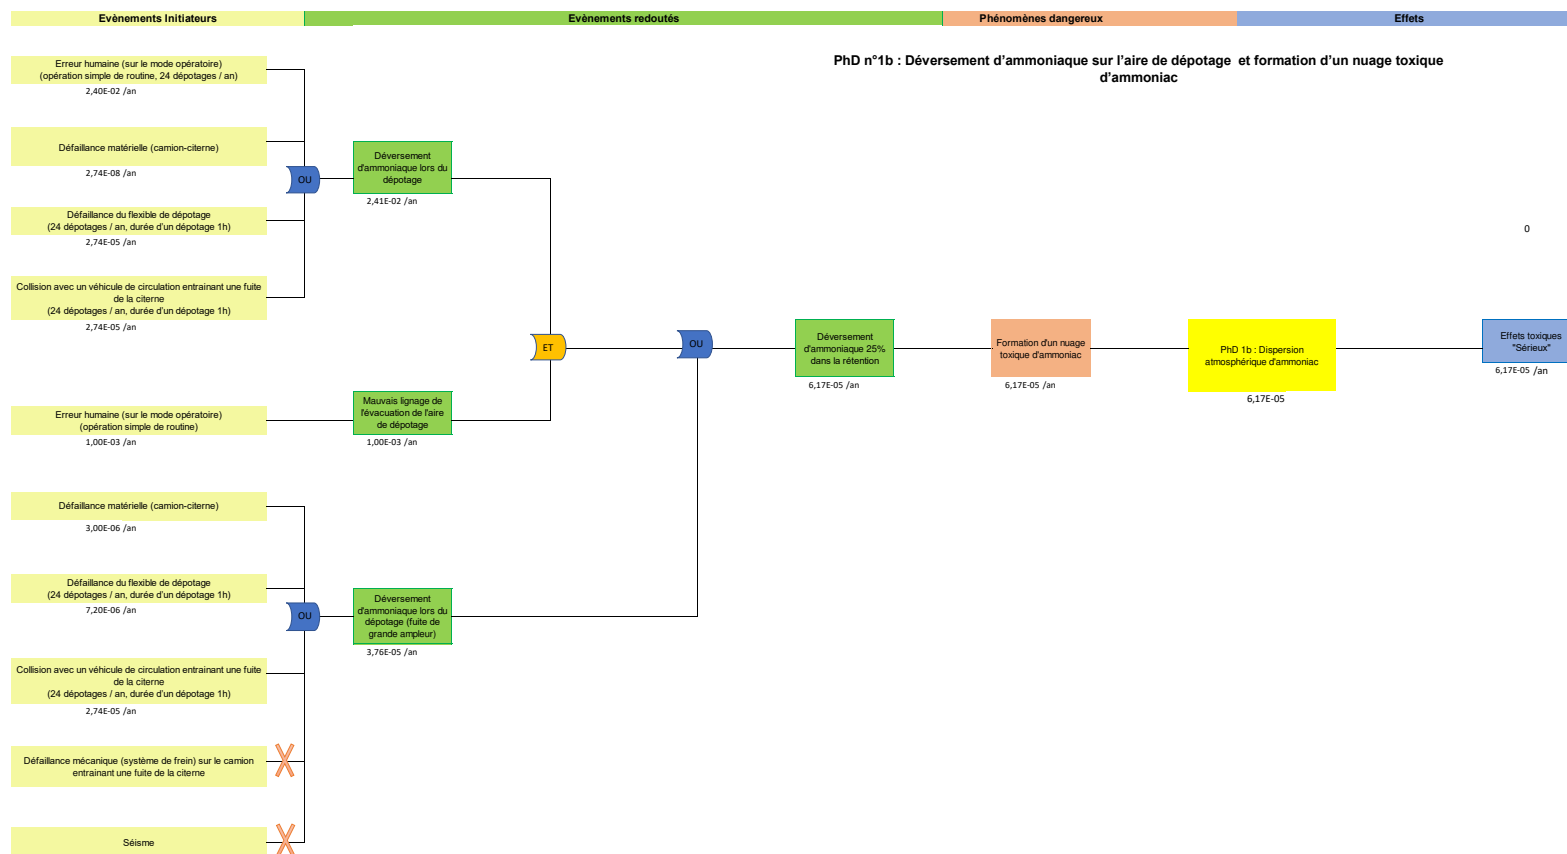 Evènements Initiateurs
Evènements redoutés
Phénomènes dangereux
Effets
PhD n°1b : Déversement d'ammoniaque sur l'aire de dépotage et formation d'un nuage toxique
d'ammoniac
Erreur humaine (sur le mode opératoire)
(opération simple de routine, 24 dépotages / an)
2,40E-02 /an
Défaillance matérielle (camion-citerne)
2,74E-08 /an
Défaillance du flexible de dépotage
(24 dépotages / an, durée d'un dépotage 1h)
2,74E-05 /an
Collision avec un véhicule de circulation entrainant une fuite
de la citerne
(24 dépotages / an, durée d'un dépotage 1h)
2,74E-05 /an
OU
Déversement
d'ammoniaque lors du
dépotage
2,41E-02 /an
0
Erreur humaine (sur le mode opératoire)
(opération simple de routine)
1,00E-03 /an
Mauvais lignage de
l'évacuation de l'aire
de dépotage
1,00E-03 /an
ET
OU
Déversement
d'ammoniaque 25%
dans la rétention
6,17E-05 /an
Formation d'un nuage
toxique d'ammoniac
6,17E-05 /an
PhD 1b : Dispersion
atmosphérique d'ammoniac
6,17E-05
Effets toxiques
"Sérieux"
6,17E-05 /an
Défaillance matérielle (camion-citerne)
3,00E-06 /an
Défaillance du flexible de dépotage
(24 dépotages / an, durée d'un dépotage 1h)
7,20E-06 /an
Collision avec un véhicule de circulation entrainant une fuite
de la citerne
(24 dépotages / an, durée d'un dépotage 1h)
2,74E-05 /an
Défaillance mécanique (système de frein) sur le camion
entrainant une fuite de la citerne
Séisme
OU
Déversement
d'ammoniaque lors du
dépotage (fuite de
grande ampleur)
3,76E-05 /an